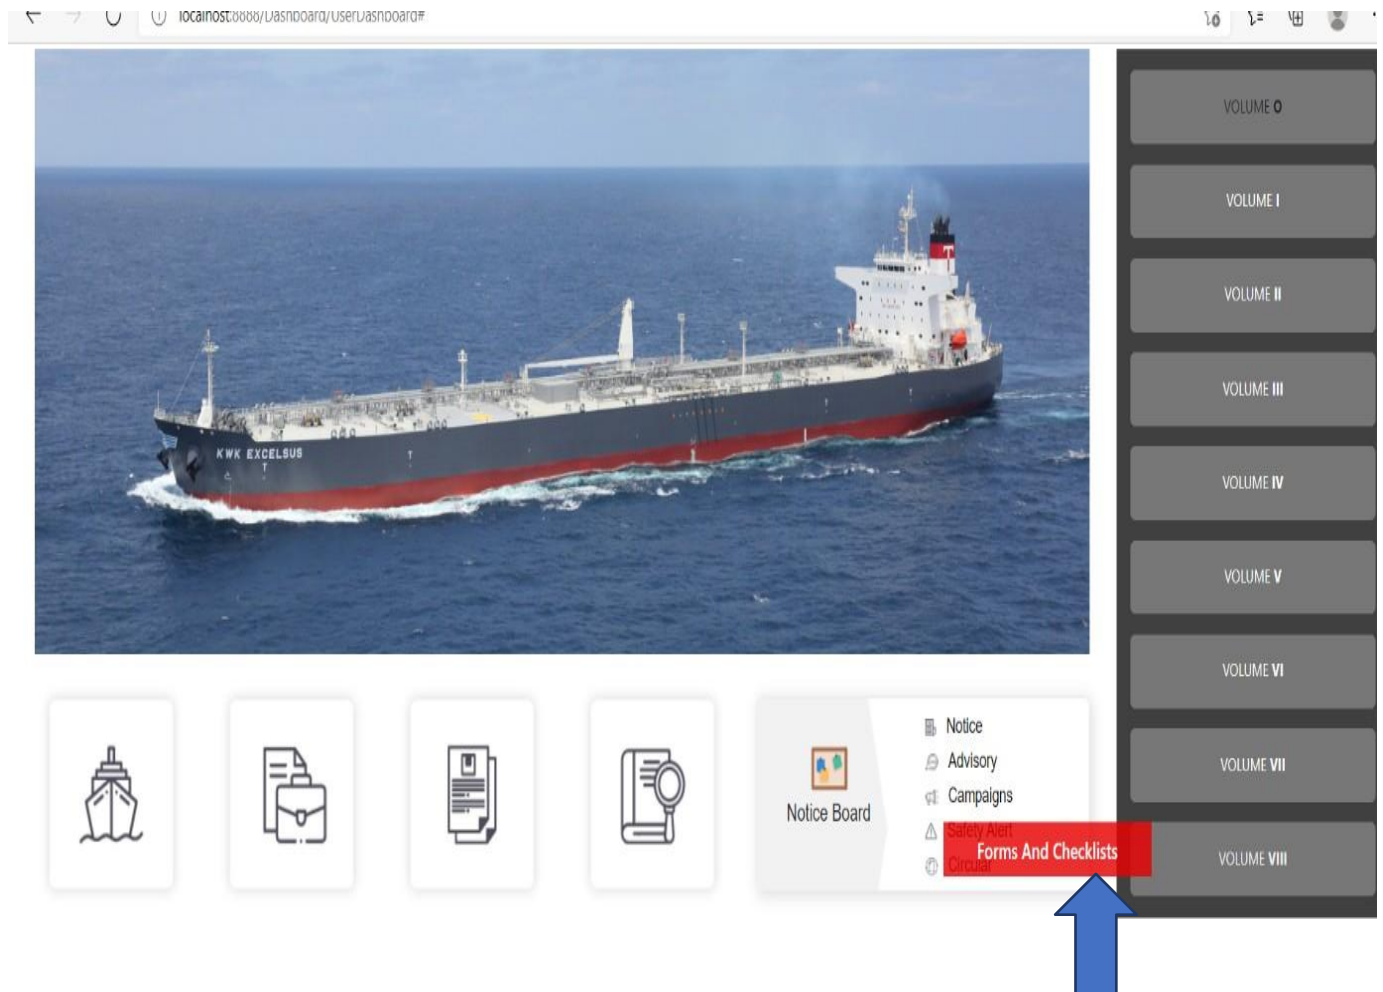 localhost:8888/Dashboard/UserDashboard#
VOLUME O
VOLUME I
VOLUME II
VOLUME III
VOLUME IV
VOLUME V
VOLUME VI
VOLUME VII
VOLUME VIII
T
KWK EXCELSUS
Notice Board
Notice
Advisory
Campaigns
Safety Alert
Circular
Forms And Checklists